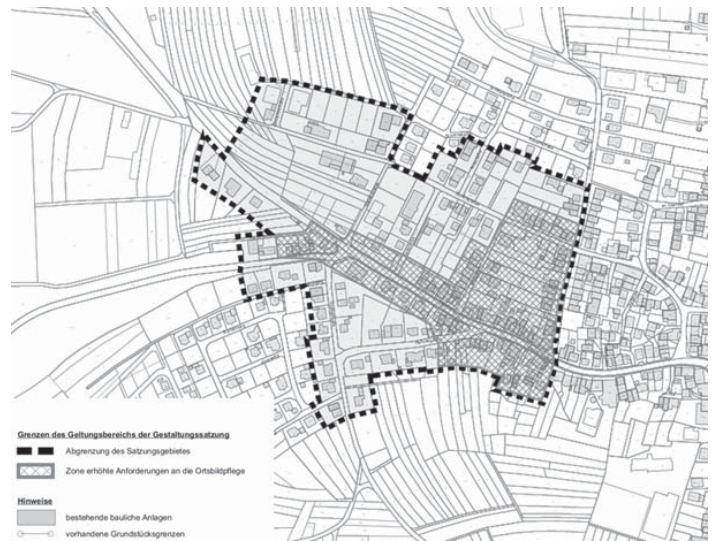 Grenzen des Geltungsbereichs der Gestaltungssatzung
Abgrenzung des Satzungsgebietes
Zone erhöhte Anforderungen an die Ortsbildpflege
Hinweise
bestehende bauliche Anlagen
vorhandene Grundstücksgrenzen